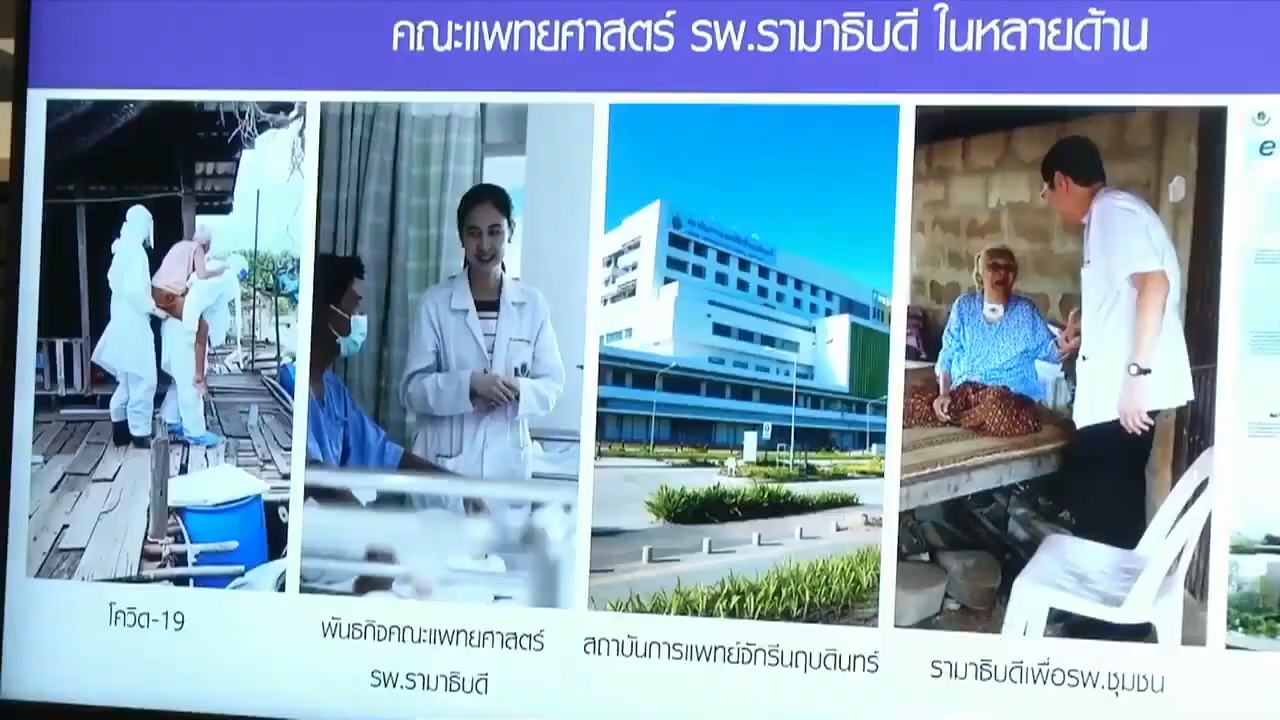 คณะแพทยศาสตร์ รพ.รามาธิบดี ในหลายด้าน
e
โควิด-19
พันธกิจคณะแพทยศาสตร์
รพ.รามาธิบดี
สถาบันการแพทย์จักรีนฤบดินทร์
รามาธิบดีเพื่อรพ.ชุมชน